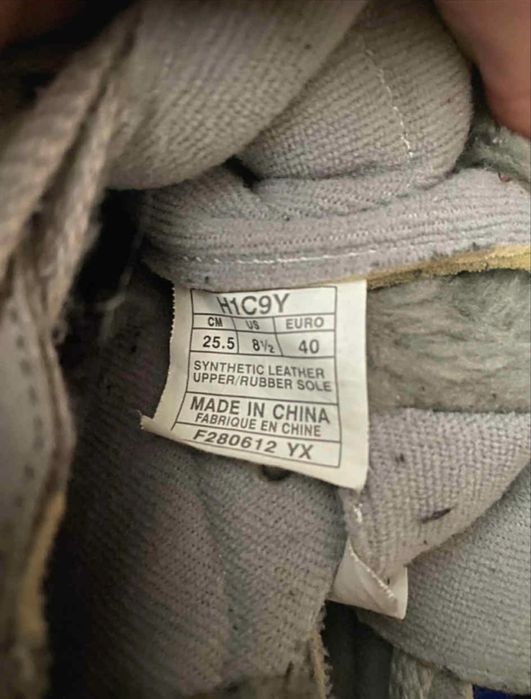 H1C9Y
CM US EURO
25.5 8½ 40
SYNTHETIC LEATHER
UPPER/RUBBER SOLE
MADE IN CHINA
FABRIQUE EN CHINE
F280612 YX